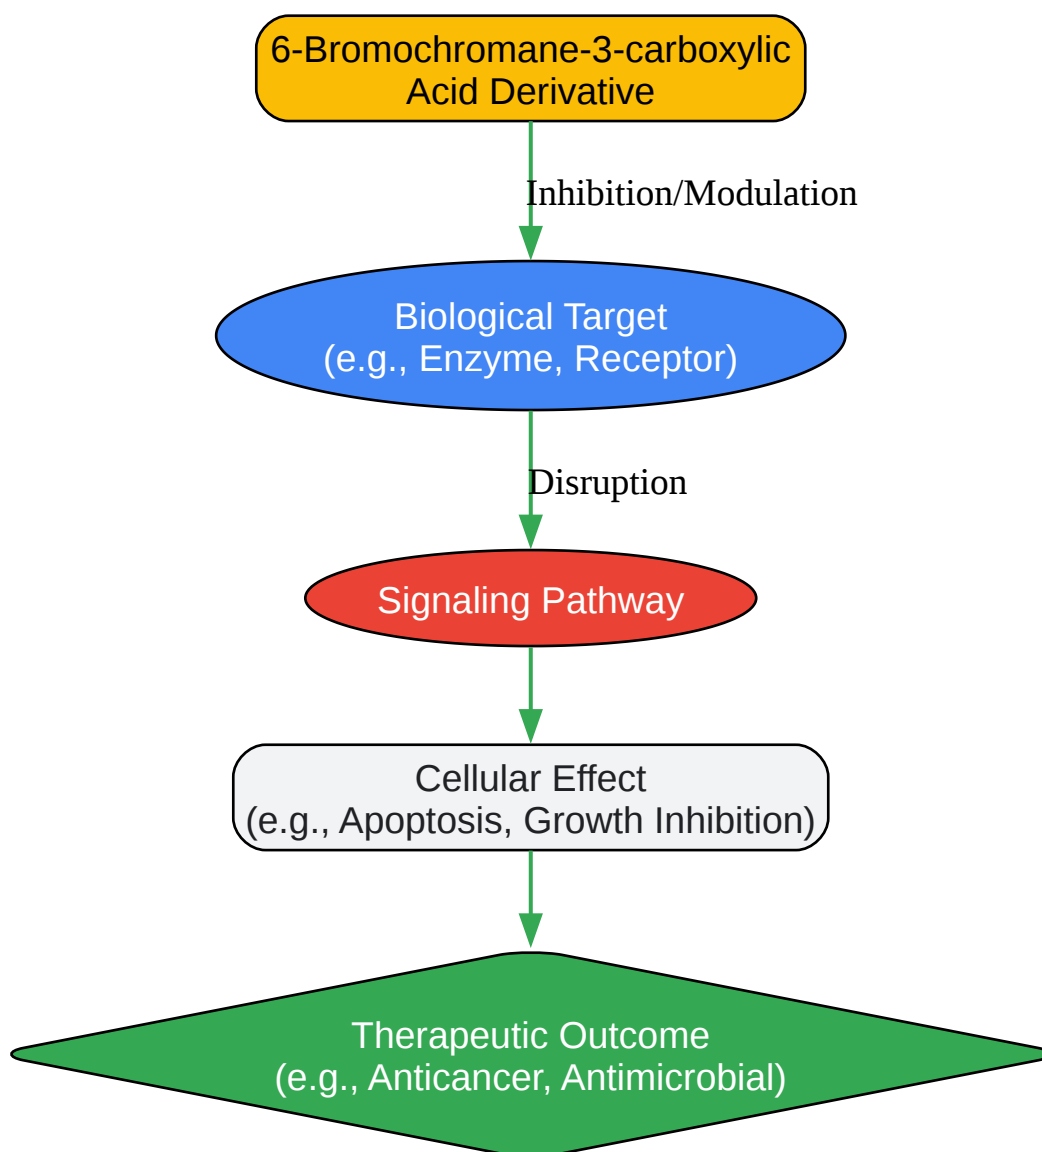 6-Bromochromane-3-carboxylic
Acid Derivative
Inhibition/Modulation
Biological Target
(e.g., Enzyme, Receptor)
Disruption
Signaling Pathway
Cellular Effect
(e.g., Apoptosis, Growth Inhibition)
Therapeutic Outcome
(e.g., Anticancer, Antimicrobial)